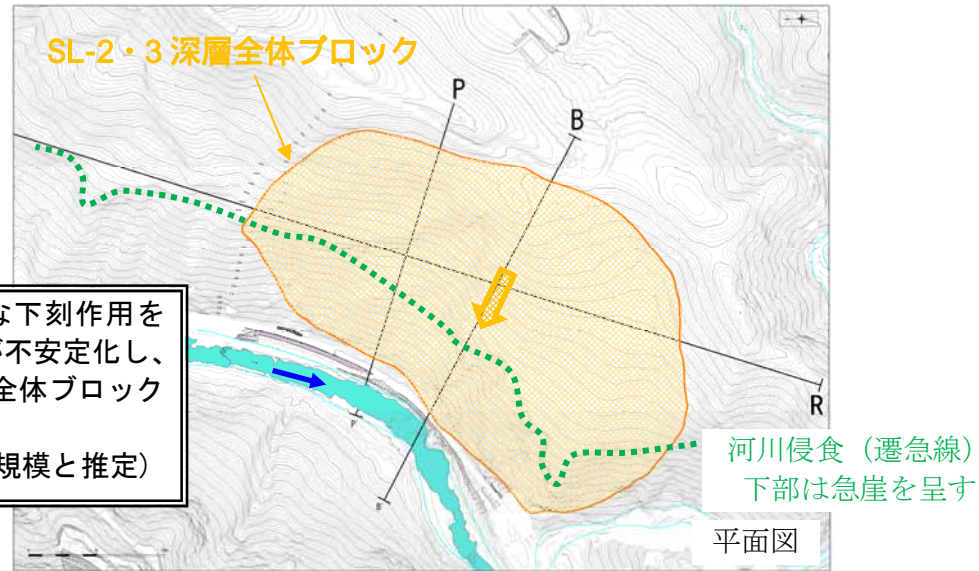 SL-2・3 深層全体ブロック
P
B
な下刻作用を
が不安定化し、
全体ブロック
規模と推定）
R
河川侵食（遷急線）
下部は急崖を呈す
平面図